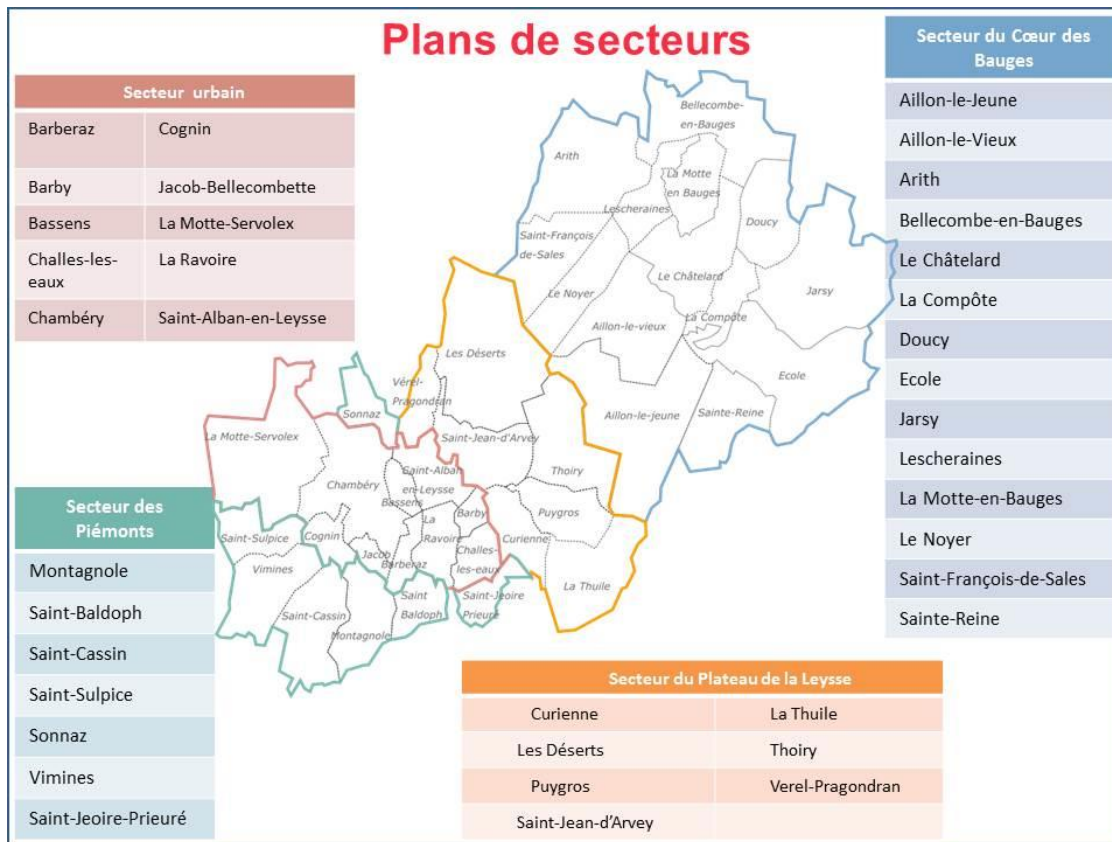 Plans de secteurs
Secteur urbain
Barberaz Cognin
Barby Jacob-Bellecombette
Bassens La Motte-Servolex
Challes-les-
eaux
La Ravoire
Chambéry Saint-Alban-en-Leysse
Secteur du Cœur des
Bauges
Aillon-le-Jeune
Aillon-le-Vieux
Arith
Bellecombe-en-Bauges
Le Châtelard
La Compôte
Doucy
Ecole
Jarsy
Lescheraines
La Motte-en-Bauges
Le Noyer
Saint-François-de-Sales
Sainte-Reine
Bellecombe-
en-Bauges
Arith
La Motte
en Bauges
Lescheraines
Doucy
Saint-François
de-Sales
Le Châtelard
Jarsy
Le Noyer
La Compôte
Aillon-le-vieux
Les Déserts
Ecole
Vérel-
Pragondran
Sonnaz
Aillon-le-jeune
Sainte-Reine
La Motte-Servolex
Saint-Jean-d'Arvey
Saint-Alban
en-Leysse
Thoiry
Chambéry
Bassens
Barby
Puygros
La
Ravoire
Curienne
Saint-Sulpice
Cognin
Jacob
Barberaz
Challes-
les-eaux
Vimines
La Thuile
Saint
Baldoph
Saint-Jeoire
Prieuré
Saint-Cassin
Montagnole
Secteur des
Piémonts
Montagnole
Saint-Baldoph
Saint-Cassin
Saint-Sulpice
Sonnaz
Vimines
Saint-Jeoire-Prieuré
Secteur du Plateau de la Leysse
Curienne La Thuile
Les Déserts Thoiry
Puygros Verel-Pragondran
Saint-Jean-d'Arvey